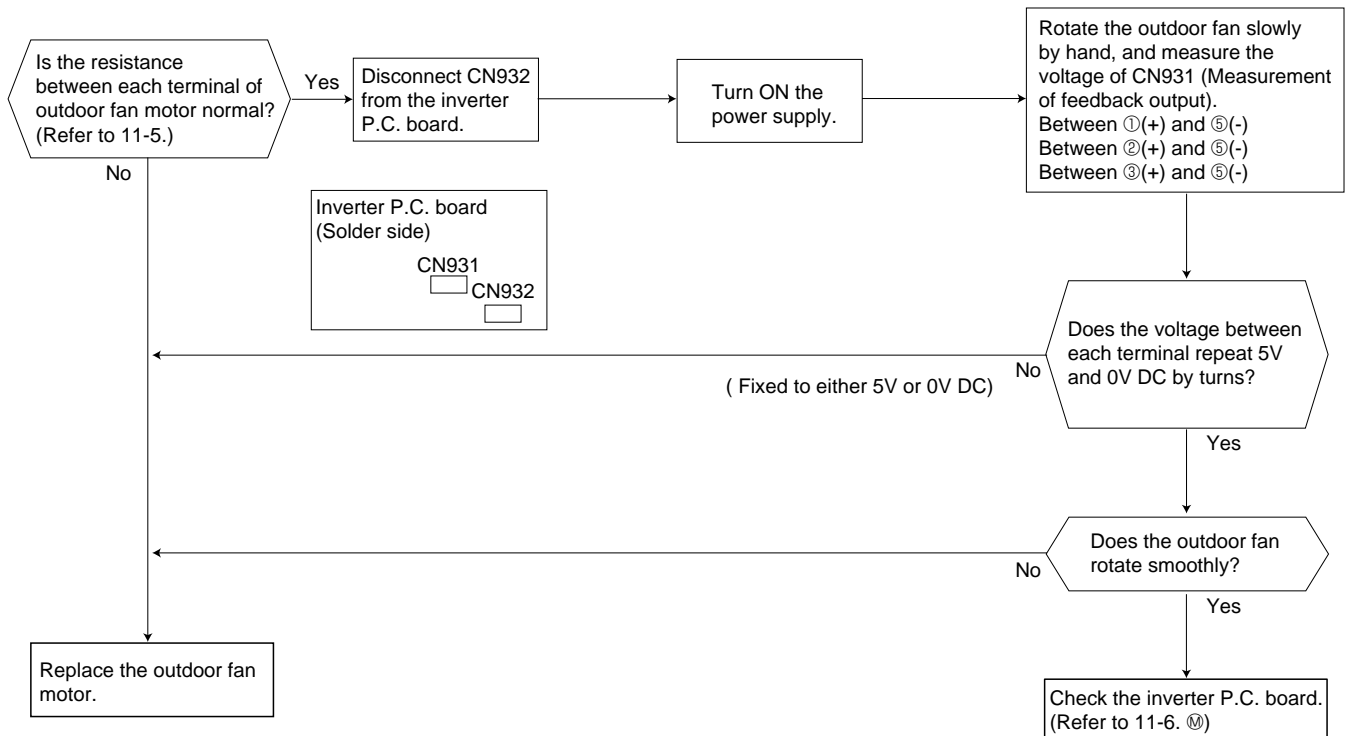 Is the resistance
between each terminal of
outdoor fan motor normal?
(Refer to 11-5.)
Yes
Disconnect CN932
from the inverter
P.C. board.
Turn ON the
power supply.
Rotate the outdoor fan slowly
by hand, and measure the
voltage of CN931 (Measurement
of feedback output).
Between ①(+) and ⑤(-)
Between ②(+) and ⑤(-)
Between ③(+) and ⑤(-)
No
Inverter P.C. board
(Solder side)
CN931
CN932
Does the voltage between
each terminal repeat 5V
and 0V DC by turns?
No
( Fixed to either 5V or 0V DC)
Yes
Does the outdoor fan
rotate smoothly?
No
Yes
Replace the outdoor fan
motor.
Check the inverter P.C. board.
(Refer to 11-6. Ⓜ)